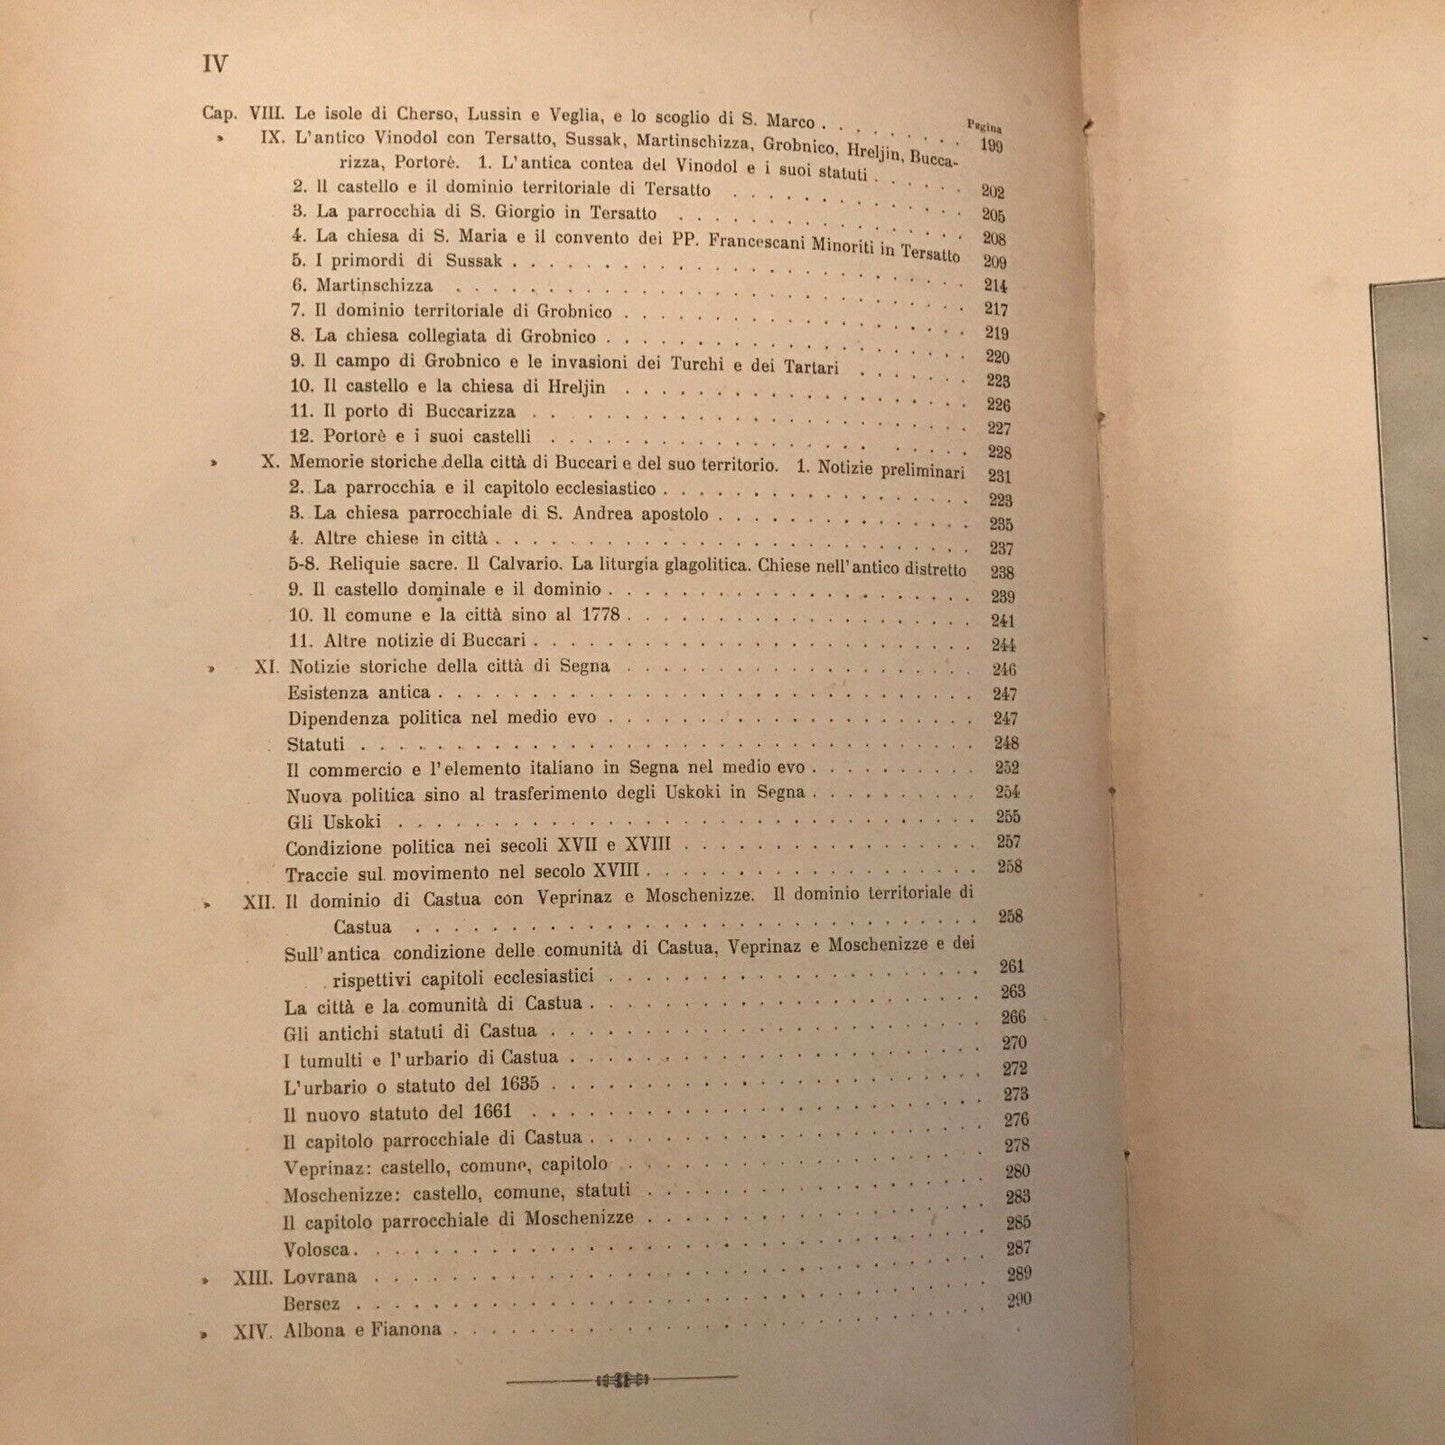 IV
Pagina
Cap. VIII. Le isole di Cherso, Lussin e Veglia, e lo scoglio di S. Marco . . . . . . . . 199
» IX. L'antico Vinodol con Tersatto, Sussak, Martinschizza, Grobnico, Hreljin, Bucca-
rizza, Portorè. 1. L'antica contea del Vinodol e i suoi statuti . . . . . . 202
2. Il castello e il dominio territoriale di Tersatto . . . . . . . . . . . . 205
3. La parrocchia di S. Giorgio in Tersatto . . . . . . . . . . . . . . 208
4. La chiesa di S. Maria e il convento dei PP. Francescani Minoriti in Tersatto 209
5. I primordi di Sussak . . . . . . . . . . . . . . . . . . . . 214
6. Martinschizza . . . . . . . . . . . . . . . . . . . . . . 217
7. Il dominio territoriale di Grobnico . . . . . . . . . . . . . . . 219
8. La chiesa collegiata di Grobnico . . . . . . . . . . . . . . . . 220
9. Il campo di Grobnico e le invasioni dei Turchi e dei Tartari . . . . . . 223
10. Il castello e la chiesa di Hreljin . . . . . . . . . . . . . . . 226
11. Il porto di Buccarizza . . . . . . . . . . . . . . . . . . . 227
12. Portorè e i suoi castelli . . . . . . . . . . . . . . . . . . 228
» X. Memorie storiche della città di Buccari e del suo territorio. 1. Notizie preliminari 231
2. La parrocchia e il capitolo ecclesiastico . . . . . . . . . . . . . 223
3. La chiesa parrocchiale di S. Andrea apostolo . . . . . . . . . . . 235
4. Altre chiese in città . . . . . . . . . . . . . . . . . . . . 237
5-8. Reliquie sacre. Il Calvario. La liturgia glagolitica. Chiese nell'antico distretto 238
9. Il castello dominale e il dominio . . . . . . . . . . . . . . . . 239
10. Il comune e la città sino al 1778 . . . . . . . . . . . . . . . 241
11. Altre notizie di Buccari . . . . . . . . . . . . . . . . . . . 244
» XI. Notizie storiche della città di Segna . . . . . . . . . . . . . . . 246
Esistenza antica . . . . . . . . . . . . . . . . . . . . . . . 247
Dipendenza politica nel medio evo . . . . . . . . . . . . . . . . 247
Statuti . . . . . . . . . . . . . . . . . . . . . . . . . . 248
Il commercio e l'elemento italiano in Segna nel medio evo . . . . . . . 252
Nuova politica sino al trasferimento degli Uskoki in Segna . . . . . . . 254
Gli Uskoki . . . . . . . . . . . . . . . . . . . . . . . . 255
Condizione politica nei secoli XVII e XVIII . . . . . . . . . . . . 257
Traccie sul movimento nel secolo XVIII . . . . . . . . . . . . . . 258
» XII. Il dominio di Castua con Veprinaz e Moschenizze. Il dominio territoriale di
Castua . . . . . . . . . . . . . . . . . . . . . . . 258
Sull'antica condizione delle comunità di Castua, Veprinaz e Moschenizze e dei
rispettivi capitoli ecclesiastici . . . . . . . . . . . . . . . . 261
La città e la comunità di Castua . . . . . . . . . . . . . . . . 263
Gli antichi statuti di Castua . . . . . . . . . . . . . . . . . . 266
I tumulti e l'urbario di Castua . . . . . . . . . . . . . . . . . 270
L'urbario o statuto del 1635 . . . . . . . . . . . . . . . . . . 272
Il nuovo statuto del 1661 . . . . . . . . . . . . . . . . . . . 273
Il capitolo parrocchiale di Castua . . . . . . . . . . . . . . . . 276
Veprinaz: castello, comune, capitolo . . . . . . . . . . . . . . . 278
Moschenizze: castello, comune, statuti . . . . . . . . . . . . . . 280
Il capitolo parrocchiale di Moschenizze . . . . . . . . . . . . . . 283
Volosca . . . . . . . . . . . . . . . . . . . . . . . . . . 285
» XIII. Lovrana . . . . . . . . . . . . . . . . . . . . . . . . . 287
Bersez . . . . . . . . . . . . . . . . . . . . . . . . . . 289
» XIV. Albona e Fianona . . . . . . . . . . . . . . . . . . . . . . 290